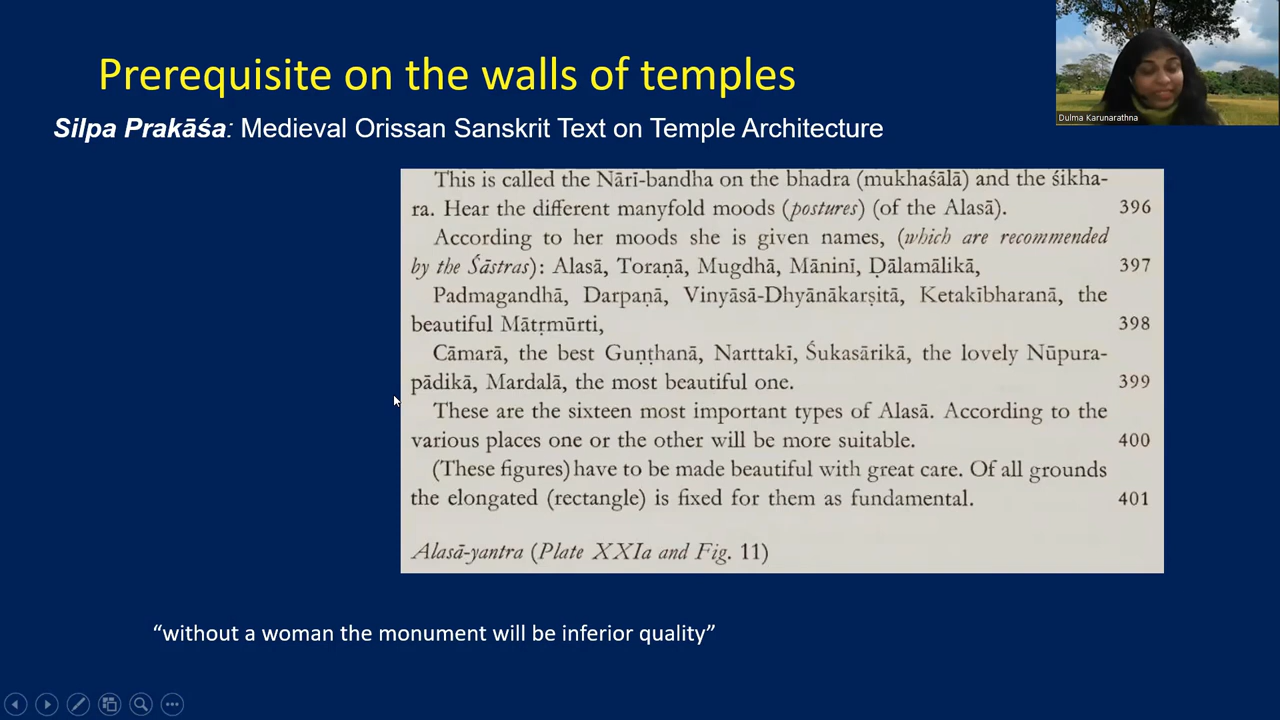 Prerequisite on the walls of temples
Silpa Prakāśa: Medieval Orissan Sanskrit Text on Temple Architecture
Dulma Karunarathna
This is called the Nārī-bandha on the bhadra (mukhaśālā) and the śikha-
ra. Hear the different manyfold moods (postures) (of the Alasā). 396
According to her moods she is given names, (which are recommended
by the Śāstras): Alasā, Toraṇā, Mugdhā, Māninī, Ḍālamālikā, 397
Padmagandhā, Darpaṇā, Vinyāsā-Dhyānākarṣitā, Ketakībharanā, the
beautiful Mātṛmūrti, 398
Cāmarā, the best Guṇṭhanā, Narttakī, Śukasārikā, the lovely Nūpura-
pādikā, Mardalā, the most beautiful one. 399
These are the sixteen most important types of Alasā. According to the
various places one or the other will be more suitable. 400
(These figures) have to be made beautiful with great care. Of all grounds
the elongated (rectangle) is fixed for them as fundamental. 401
Alasā-yantra (Plate XXIa and Fig. 11)
“without a woman the monument will be inferior quality”